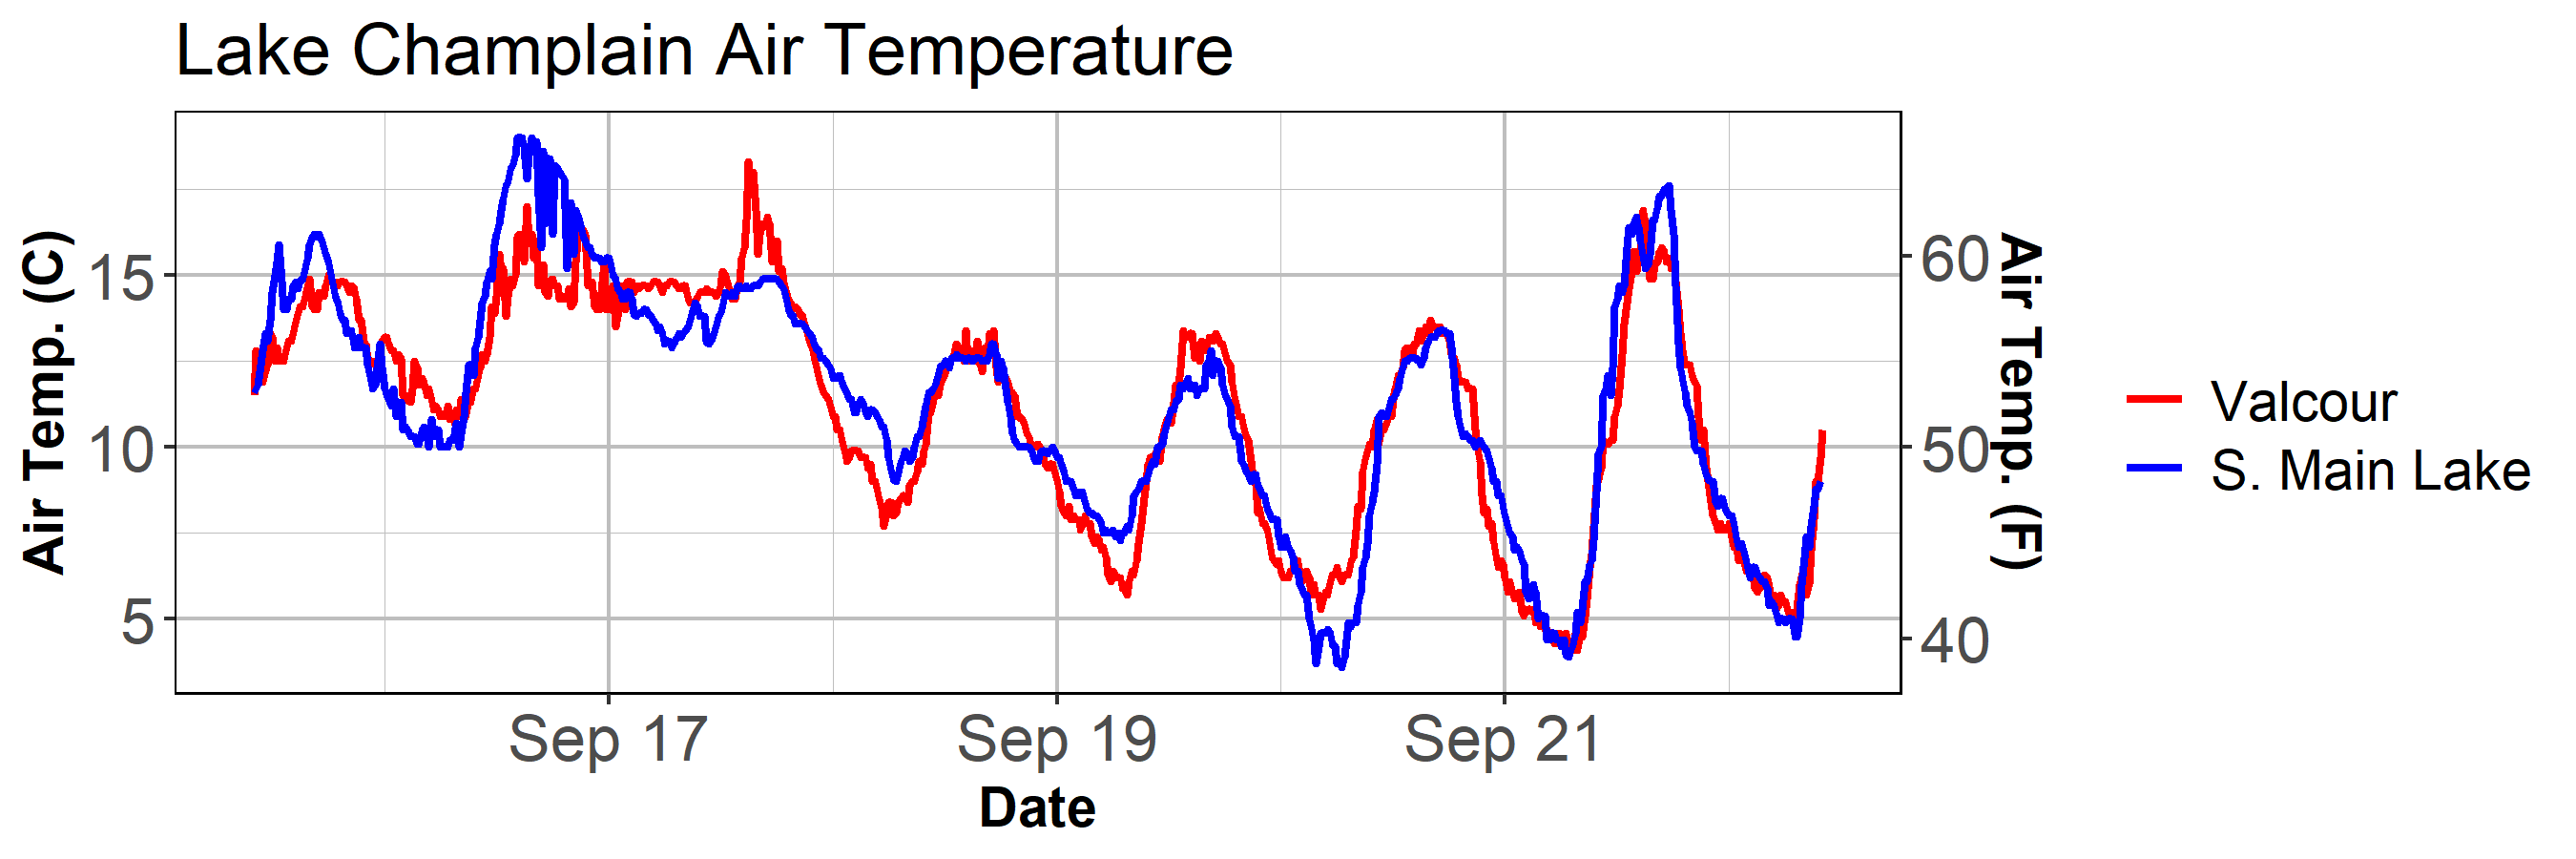 Lake Champlain Air Temperature
Air Temp. (C)
15
10
5
60
50
40
Air Temp. (F)
Sep 17
Sep 19
Sep 21
Date
Valcour
S. Main Lake